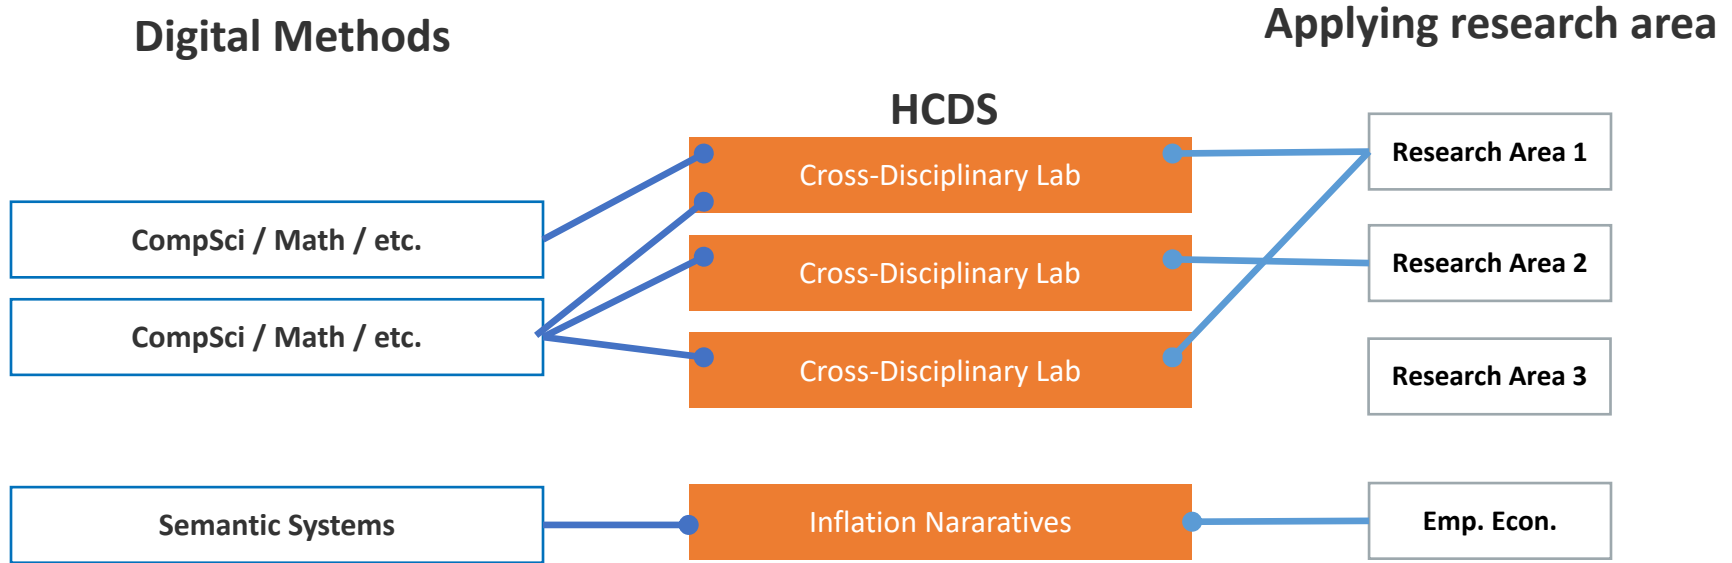 Digital Methods
Applying research area
HCDS
Cross-Disciplinary Lab
Research Area 1
CompSci / Math / etc.
Cross-Disciplinary Lab
Research Area 2
CompSci / Math / etc.
Cross-Disciplinary Lab
Research Area 3
Semantic Systems
Inflation Nararatives
Emp. Econ.